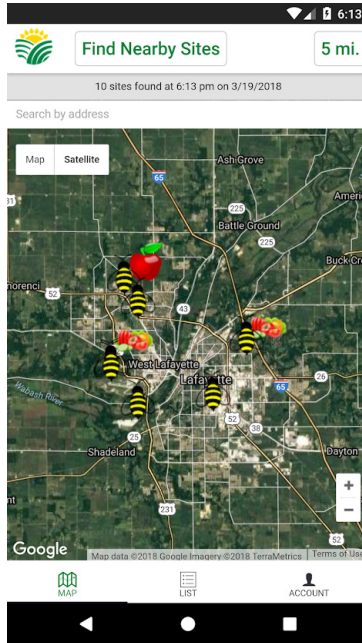 6:13
Find Nearby Sites
5 mi.
10 sites found at 6:13 pm on 3/19/2018
Search by address
Map
Satellite
Ash Grove
65
225
Battle Ground
225
Buck Cr
52
43
West Lafayette
Lafayette
26
65
Wabash River
52
38
25
Shadeland
Dayton
231
+
−
52
Google
Map data ©2018 Google Imagery ©2018 TerraMetrics
Terms of Use
MAP
LIST
ACCOUNT